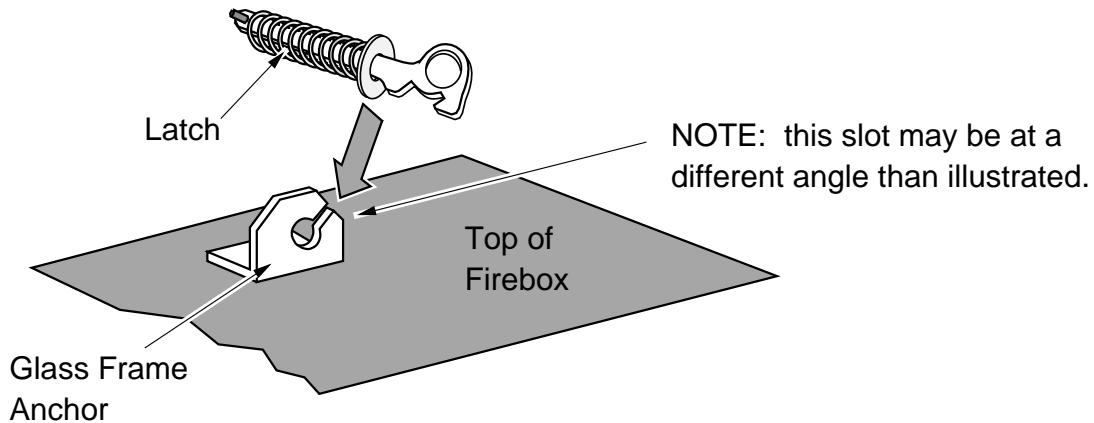 Latch
NOTE:  this slot may be at a
different angle than illustrated.
Top of
Firebox
Glass Frame
Anchor